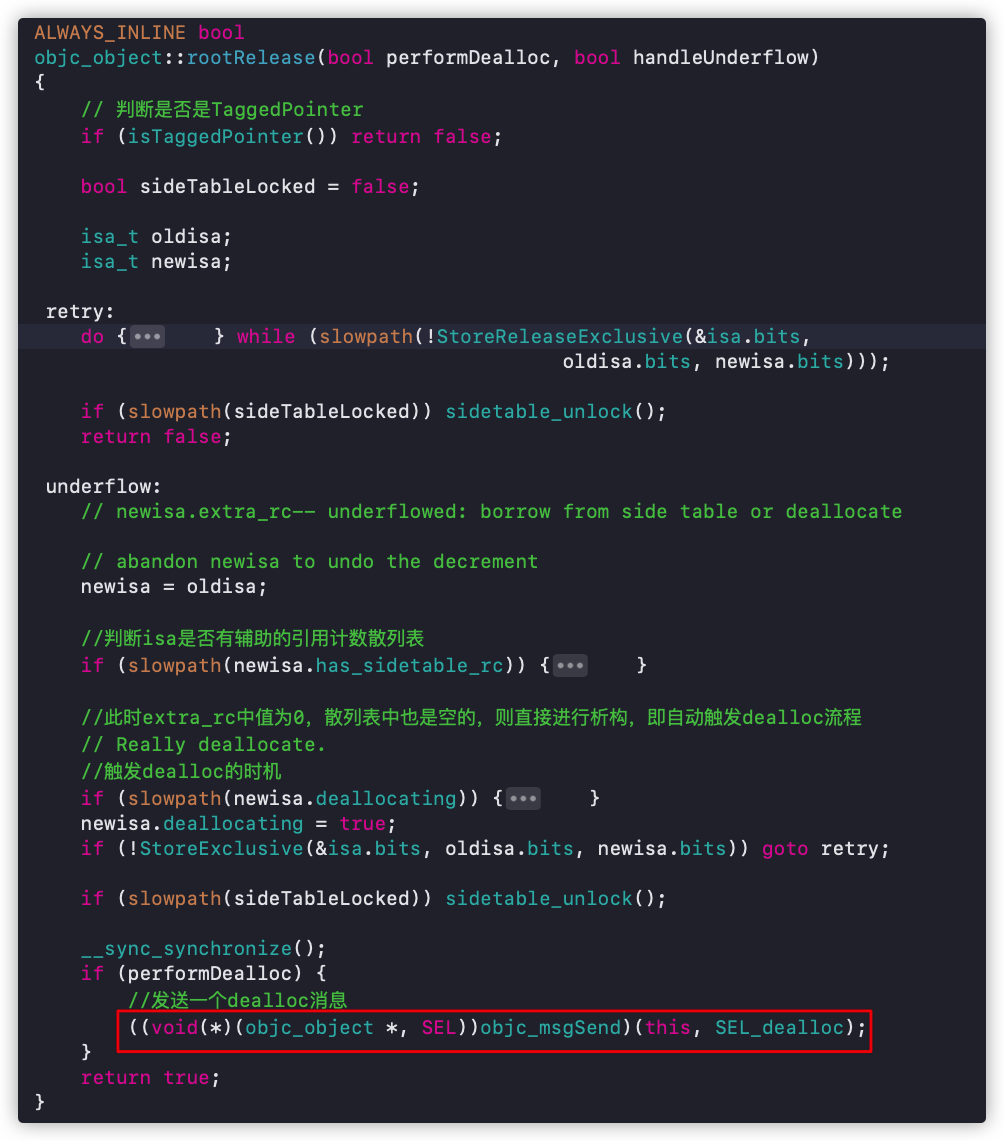 ALWAYS_INLINE bool
objc_object::rootRelease(bool performDealloc, bool handleUnderflow)
{
    // 判断是否是TaggedPointer
    if (isTaggedPointer()) return false;

    bool sideTableLocked = false;

    isa_t oldisa;
    isa_t newisa;

 retry:
    do {•••    } while (slowpath(!StoreReleaseExclusive(&isa.bits,
                                             oldisa.bits, newisa.bits)));

    if (slowpath(sideTableLocked)) sidetable_unlock();
    return false;

 underflow:
    // newisa.extra_rc-- underflowed: borrow from side table or deallocate

    // abandon newisa to undo the decrement
    newisa = oldisa;

    //判断isa是否有辅助的引用计数散列表
    if (slowpath(newisa.has_sidetable_rc)) {•••    }

    //此时extra_rc中值为0，散列表中也是空的，则直接进行析构，即自动触发dealloc流程
    // Really deallocate.
    //触发dealloc的时机
    if (slowpath(newisa.deallocating)) {•••    }
    newisa.deallocating = true;
    if (!StoreExclusive(&isa.bits, oldisa.bits, newisa.bits)) goto retry;

    if (slowpath(sideTableLocked)) sidetable_unlock();

    __sync_synchronize();
    if (performDealloc) {
        //发送一个dealloc消息
        ((void(*)(objc_object *, SEL))objc_msgSend)(this, SEL_dealloc);
    }
    return true;
}